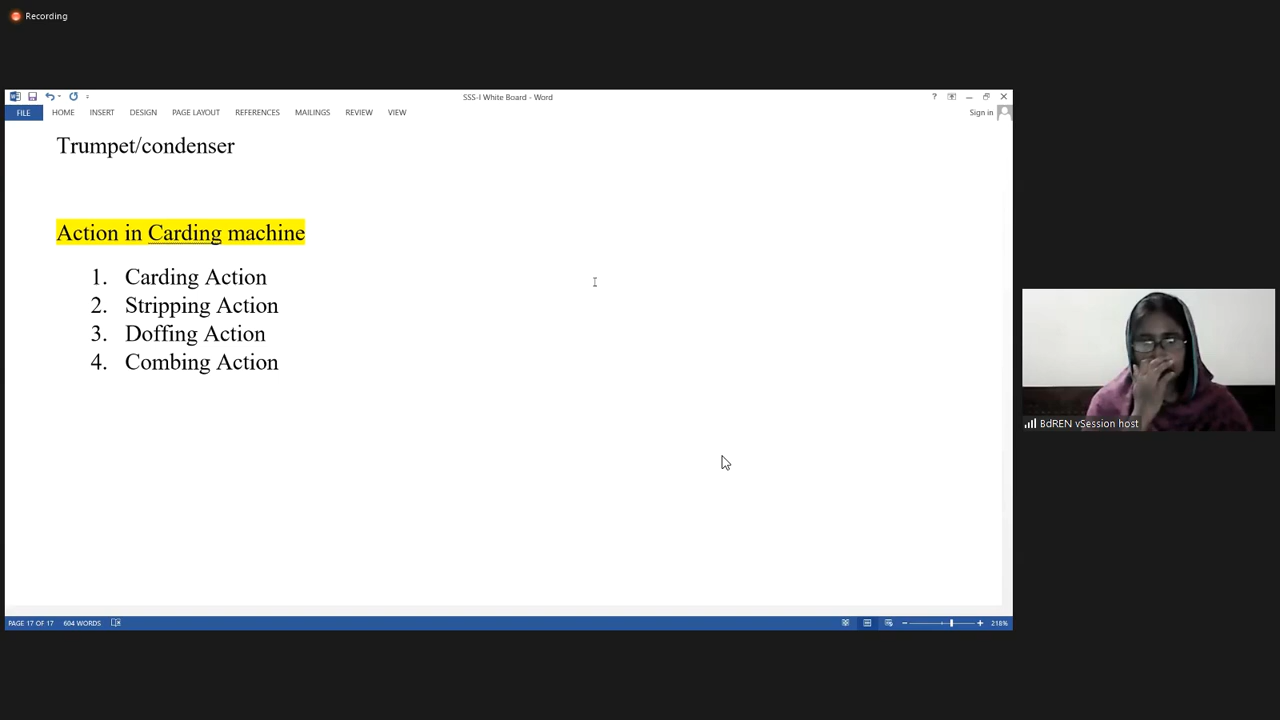 Recording
SSS-I White Board - Word
?
FILE HOME INSERT DESIGN PAGE LAYOUT REFERENCES MAILINGS REVIEW VIEW Sign in
Trumpet/condenser
Action in Carding machine
1. Carding Action
2. Stripping Action
3. Doffing Action
4. Combing Action
BdREN vSession host
PAGE 17 OF 17 604 WORDS 218%